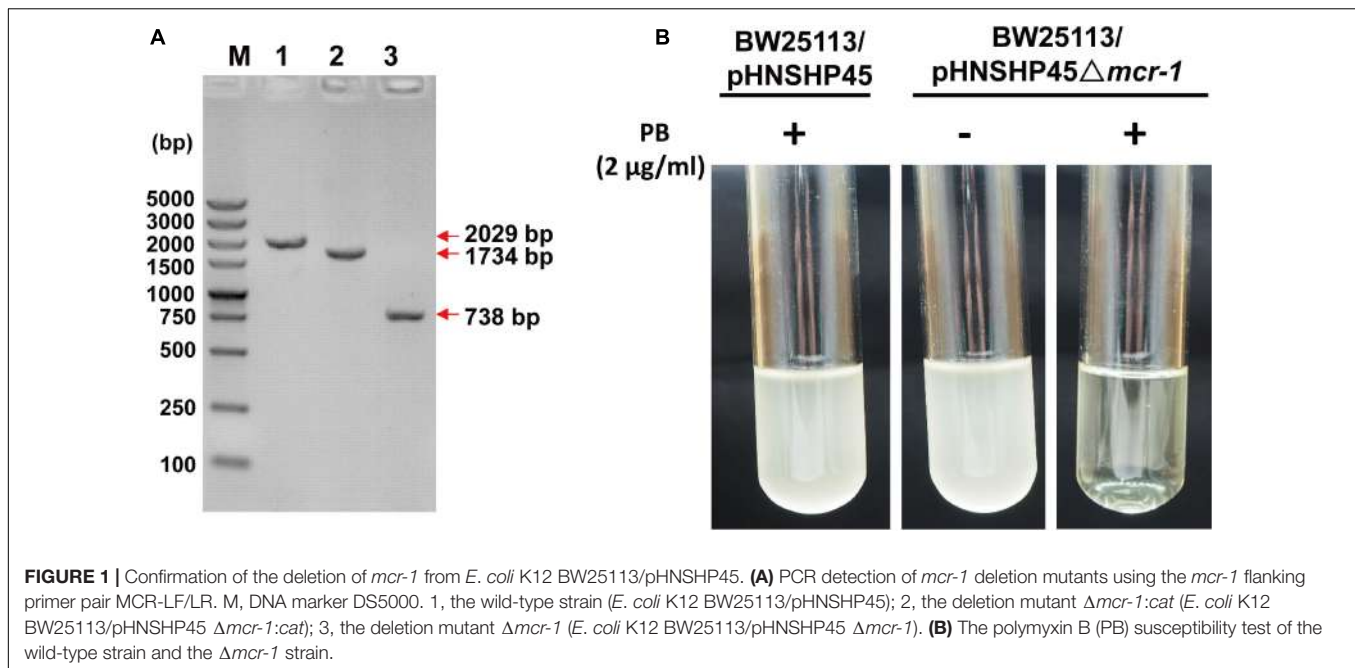 A
M 1 2 3
(bp)
5000
3000
2000
1500
1000
750
500
250
100
2029 bp
1734 bp
738 bp
B
BW25113/
pHNSHP45
BW25113/
pHNSHP45△mcr-1
PB
(2 µg/ml)
+ - +
FIGURE 1 | Confirmation of the deletion of mcr-1 from E. coli K12 BW25113/pHNSHP45. (A) PCR detection of mcr-1 deletion mutants using the mcr-1 flanking
primer pair MCR-LF/LR. M, DNA marker DS5000. 1, the wild-type strain (E. coli K12 BW25113/pHNSHP45); 2, the deletion mutant Δmcr-1:cat (E. coli K12
BW25113/pHNSHP45 Δmcr-1:cat); 3, the deletion mutant Δmcr-1 (E. coli K12 BW25113/pHNSHP45 Δmcr-1). (B) The polymyxin B (PB) susceptibility test of the
wild-type strain and the Δmcr-1 strain.